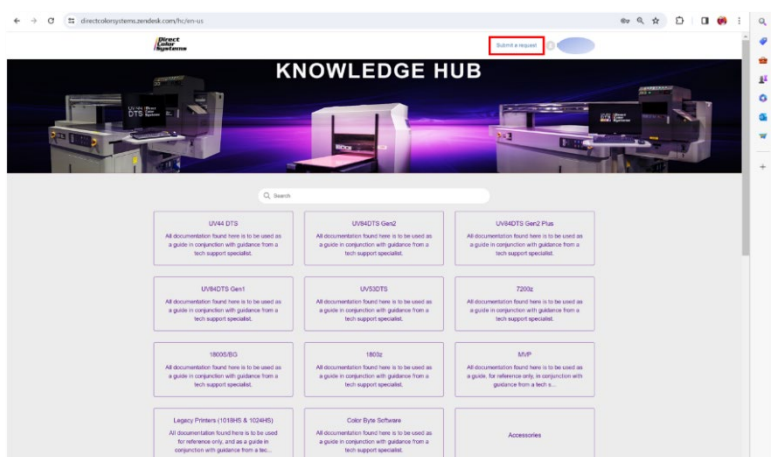 directcolorsystems.zendesk.com/hc/en-us
Direct
Color
Systems
Submit a request
KNOWLEDGE HUB
DTS
Search
UV44 DTS
All documentation found here is to be used as
a guide in conjunction with guidance from a
tech support specialist.
UV84DTS Gen2
All documentation found here is to be used as
a guide in conjunction with guidance from a
tech support specialist.
UV84DTS Gen2 Plus
All documentation found here is to be used as
a guide in conjunction with guidance from a
tech support specialist.
UV84DTS Gen1
All documentation found here is to be used as
a guide in conjunction with guidance from a
tech support specialist.
UV53DTS
All documentation found here is to be used as
a guide in conjunction with guidance from a
tech support specialist.
7200z
All documentation found here is to be used as
a guide in conjunction with guidance from a
tech support specialist.
1800S/BG
All documentation found here is to be used as
a guide in conjunction with guidance from a
tech support specialist.
1800z
All documentation found here is to be used as
a guide in conjunction with guidance from a
tech support specialist.
MVP
All documentation found here is to be used as
a guide, for reference only, in conjunction with
guidance from a tech s...
Legacy Printers (1018HS & 1024HS)
All documentation found here is to be used
for reference only, and as a guide in
conjunction with guidance from a tec...
Color Byte Software
All documentation found here is to be used as
a guide in conjunction with guidance from a
tech support specialist.
Accessories